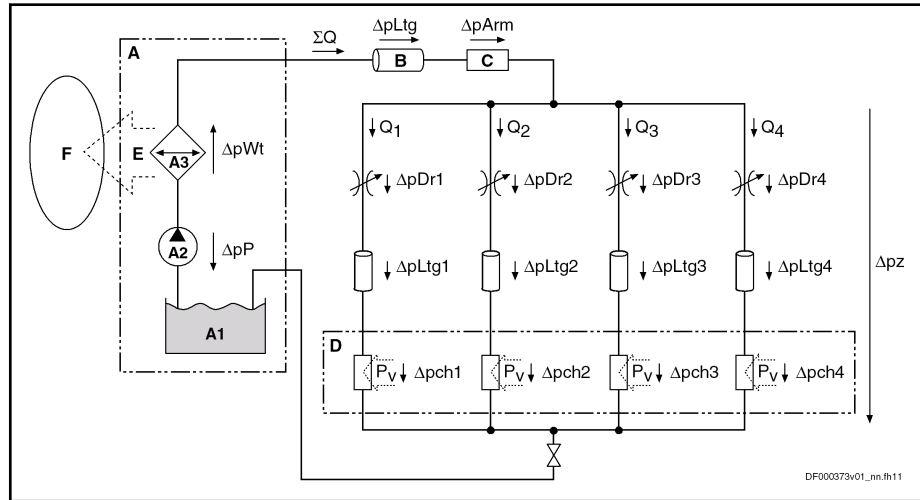 A
ΣQ
ΔpLtg
B
ΔpArm
C
F
E
A3
ΔpWt
A2
ΔpP
A1
Q1
Q2
Q3
Q4
ΔpDr1
ΔpDr2
ΔpDr3
ΔpDr4
ΔpLtg1
ΔpLtg2
ΔpLtg3
ΔpLtg4
Δpz
D
PV Δpch1
PV Δpch2
PV Δpch3
PV Δpch4
DF000373v01_nn.fh11